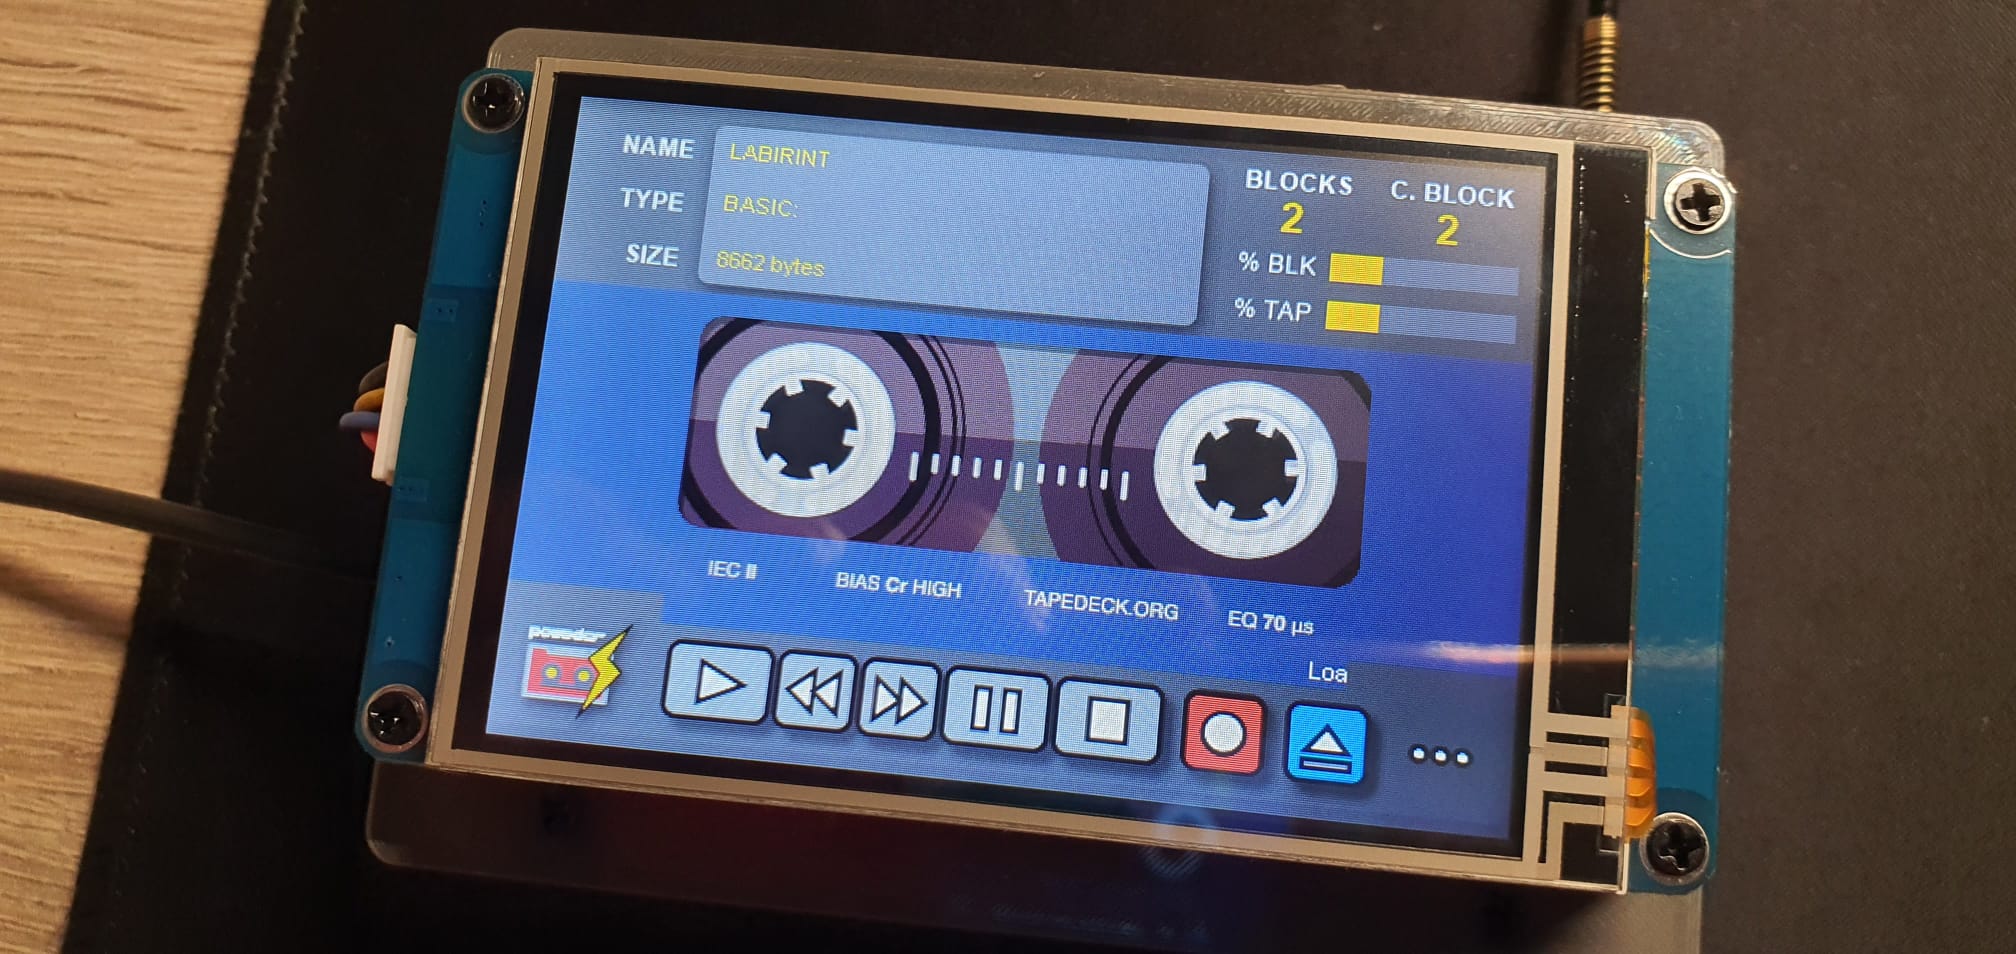 NAME LABIRINT
TYPE BASIC:
SIZE 8662 bytes
BLOCKS C. BLOCK
2 2
% BLK
% TAP
IEC II BIAS Cr HIGH TAPEDECK.ORG EQ 70 µs
Loa
powadcr